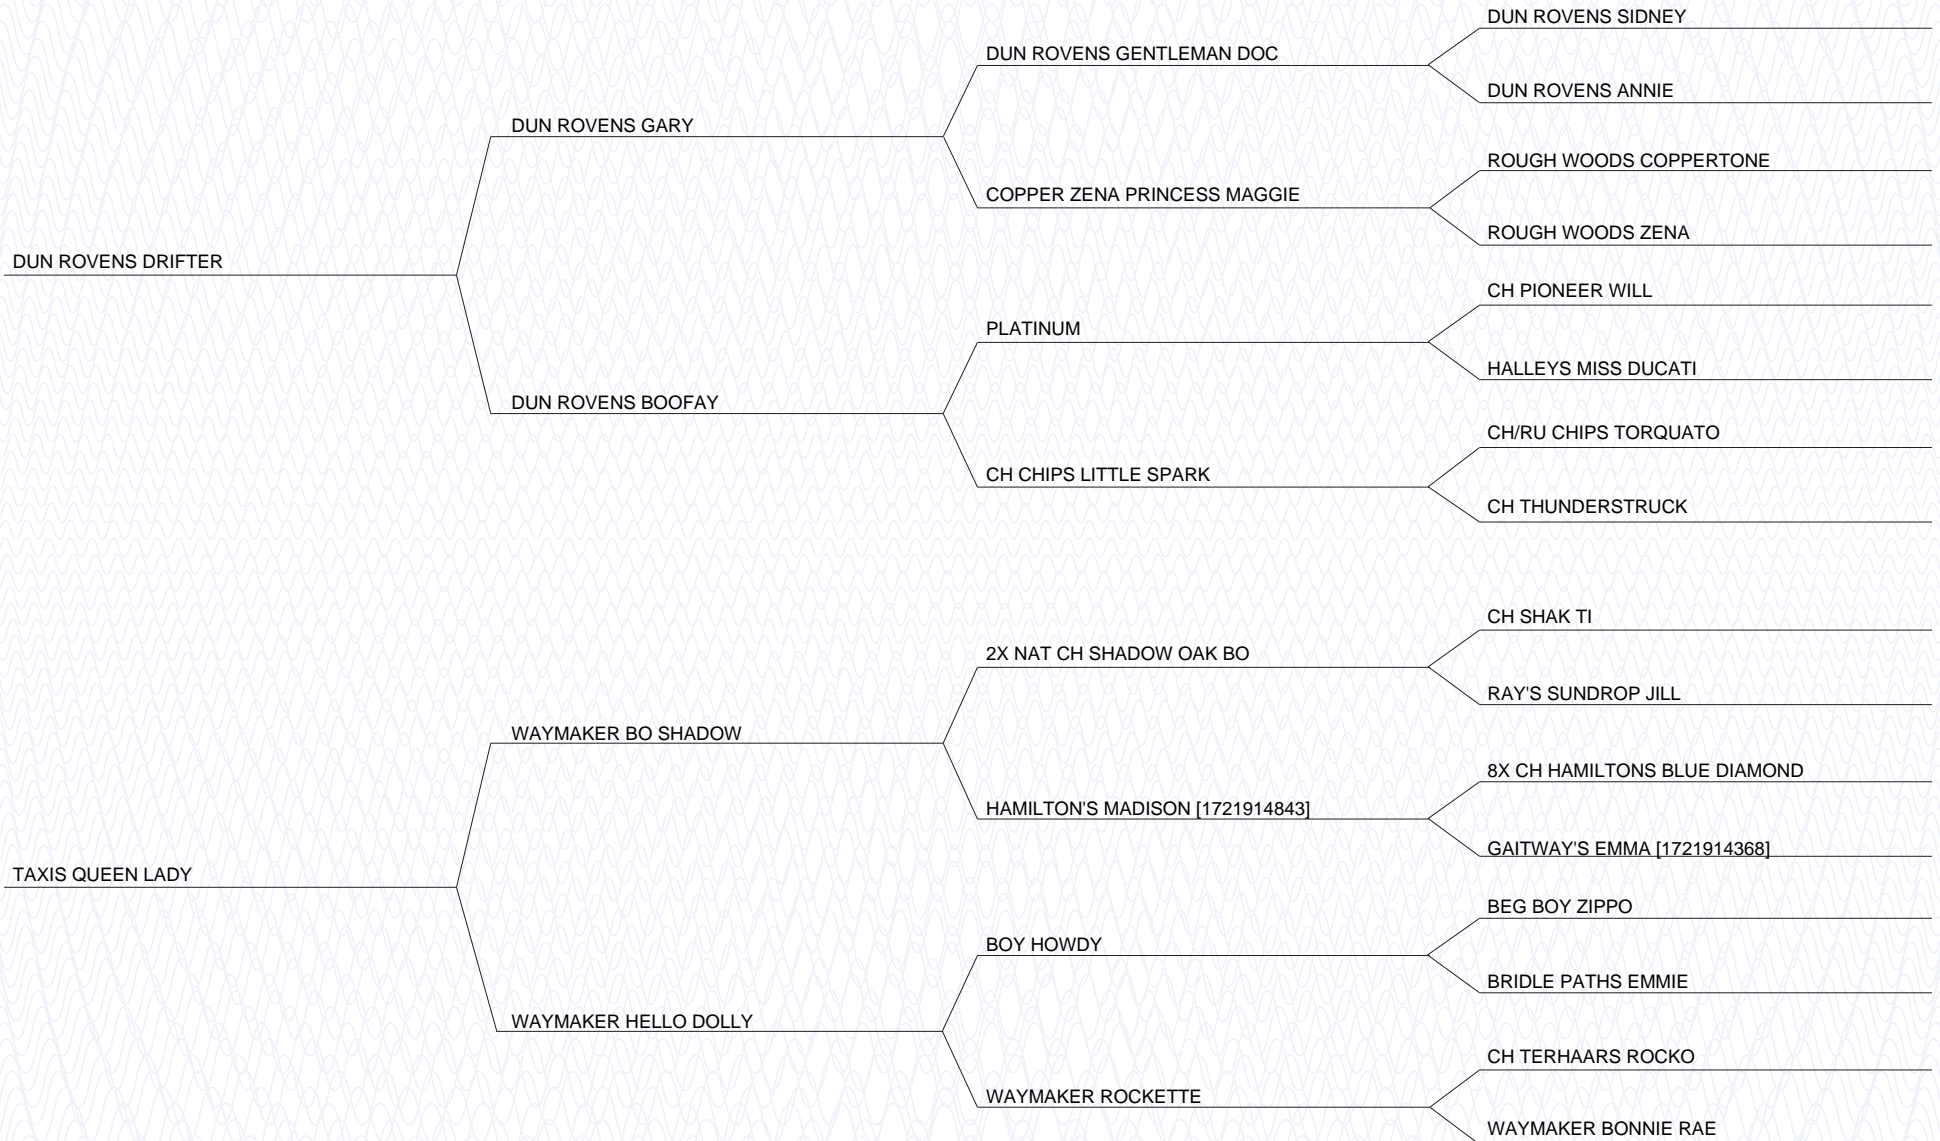 DUN ROVENS SIDNEY
DUN ROVENS GENTLEMAN DOC
DUN ROVENS ANNIE
DUN ROVENS GARY
ROUGH WOODS COPPERTONE
COPPER ZENA PRINCESS MAGGIE
ROUGH WOODS ZENA
DUN ROVENS DRIFTER
CH PIONEER WILL
PLATINUM
HALLEYS MISS DUCATI
DUN ROVENS BOOFAY
CH/RU CHIPS TORQUATO
CH CHIPS LITTLE SPARK
CH THUNDERSTRUCK
CH SHAK TI
2X NAT CH SHADOW OAK BO
RAY'S SUNDROP JILL
WAYMAKER BO SHADOW
8X CH HAMILTONS BLUE DIAMOND
HAMILTON'S MADISON [1721914843]
GAITWAY'S EMMA [1721914368]
TAXIS QUEEN LADY
BEG BOY ZIPPO
BOY HOWDY
BRIDLE PATHS EMMIE
WAYMAKER HELLO DOLLY
CH TERHAARS ROCKO
WAYMAKER ROCKETTE
WAYMAKER BONNIE RAE